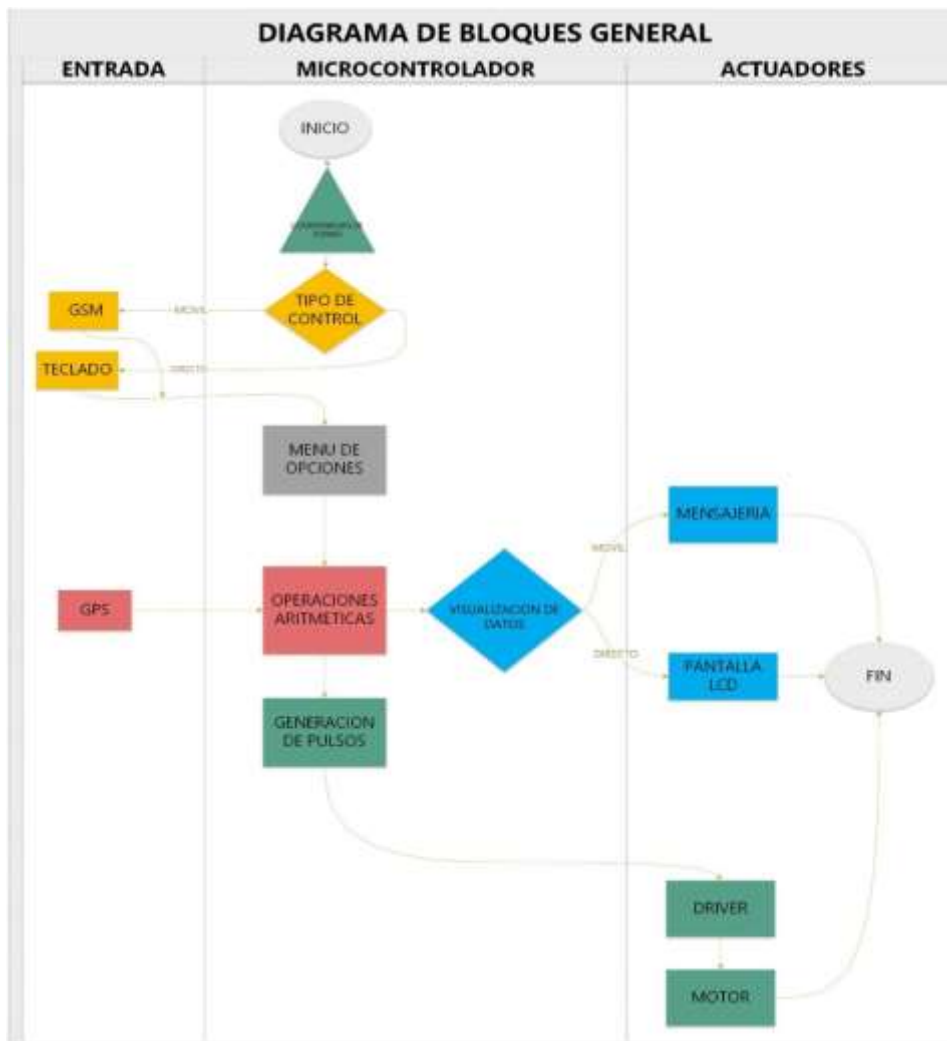 DIAGRAMA DE BLOQUES GENERAL
ENTRADA
MICROCONTROLADOR
ACTUADORES
INICIO
TIPO DE
CONTROL
GSM
MOVIL
TECLADO
DIRECTO
MENU DE
OPCIONES
MENSAJERIA
MOVIL
GPS
OPERACIONES
ARITMETICAS
VISUALIZACION DE
DATOS
DIRECTO
PANTALLA
LCD
FIN
GENERACION
DE PULSOS
DRIVER
MOTOR